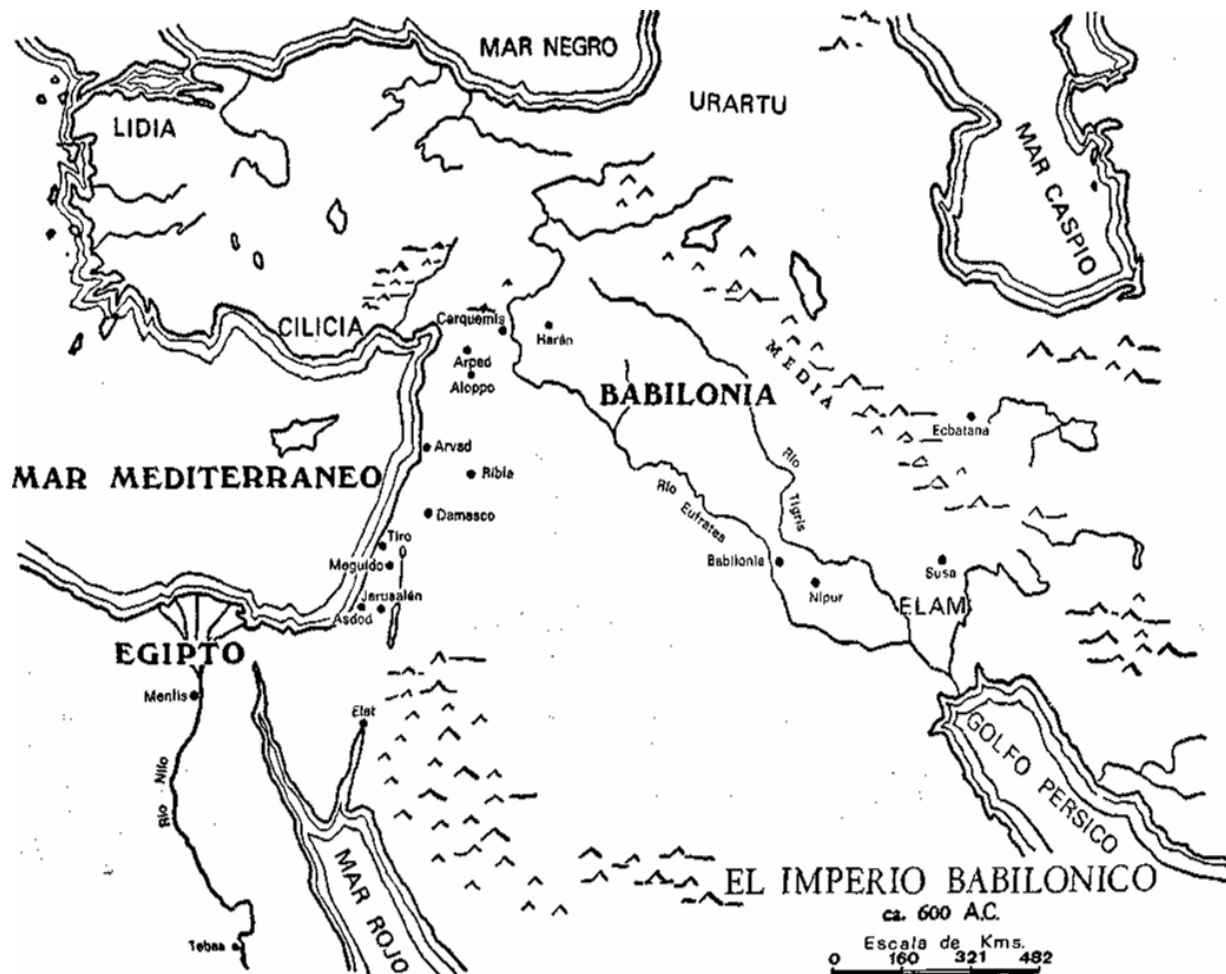 MAR NEGRO
URARTU
LIDIA
MAR CASPIO
CILICIA
Carquemis
Harán
Arpad
Aloppo
MEDIA
BABILONIA
Ecbatana
Arvad
MAR MEDITERRANEO
Ribla
Río Tigris
Río Eufrates
Damasco
Tiro
Meguido
Babilonia
Susa
Nipur
Jerusalén
Asdod
ELAM
EGIPTO
Menfis
Elat
GOLFO PERSICO
Río Nilo
MAR ROJO
EL IMPERIO BABILONICO
ca. 600 A.C.
Tebas
Escala de Kms.
0 160 321 482